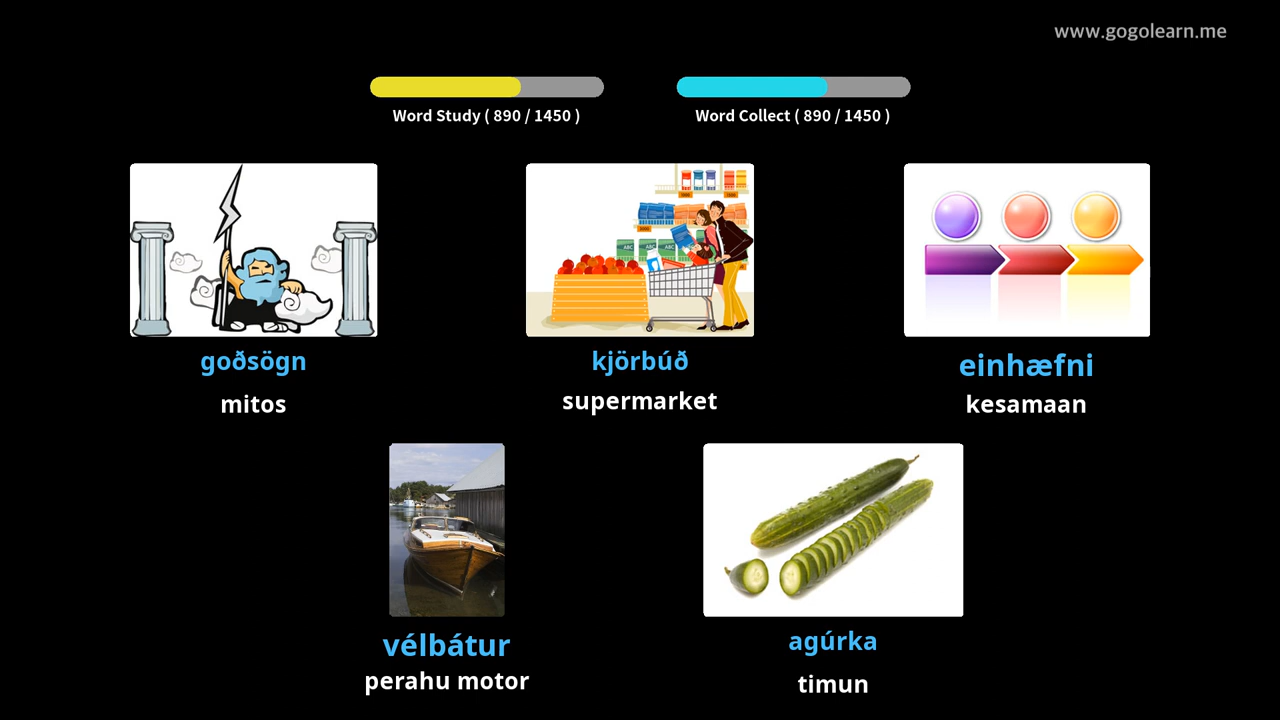 www.gogolearn.me
Word Study ( 890 / 1450 )
Word Collect ( 890 / 1450 )
goðsögn
mitos
kjörbúð
supermarket
einhæfni
kesamaan
vélbátur
perahu motor
agúrka
timun